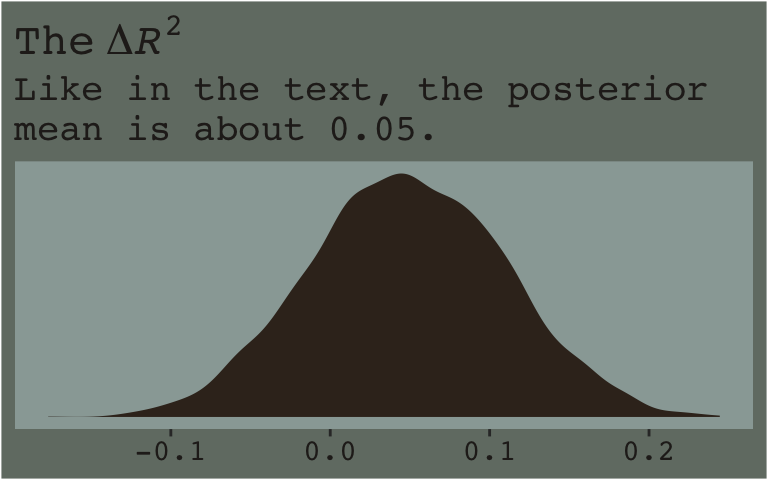 The ΔR²
Like in the text, the posterior
mean is about 0.05.
-0.1 0.0 0.1 0.2